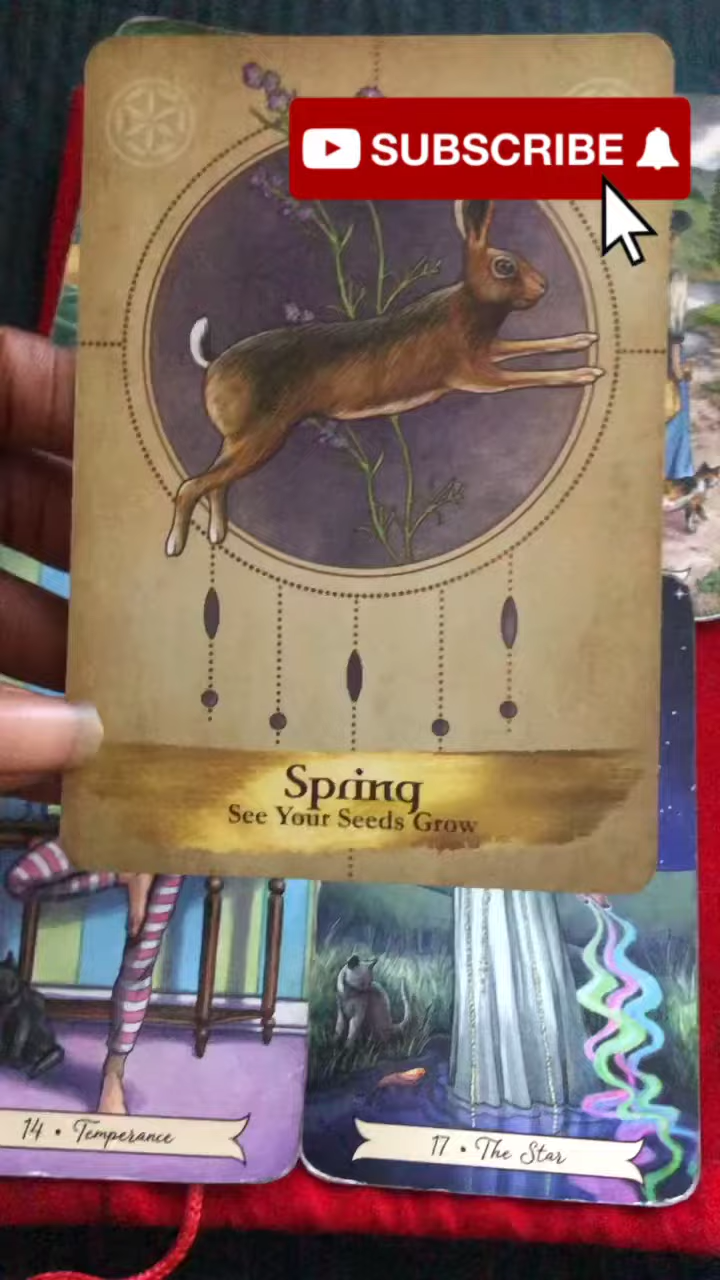 SUBSCRIBE
Spring
See Your Seeds Grow
14 • Temperance
17 • The Star